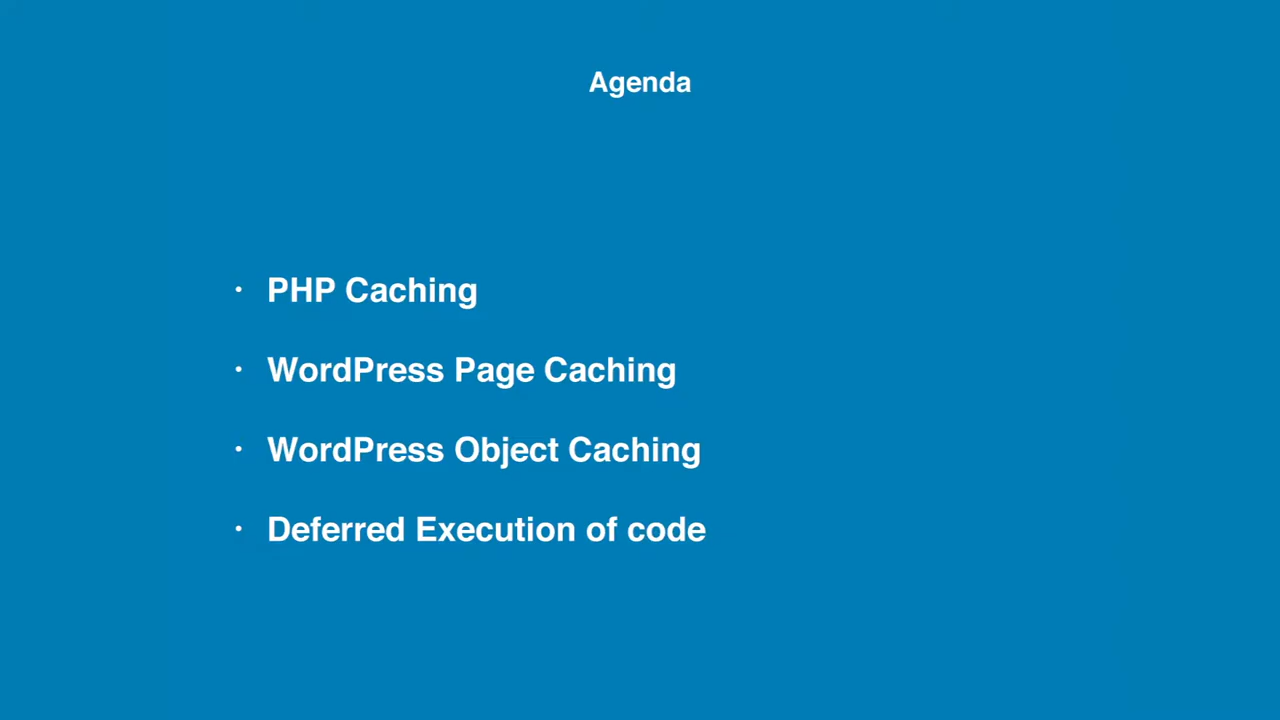 Agenda
• PHP Caching
• WordPress Page Caching
• WordPress Object Caching
• Deferred Execution of code